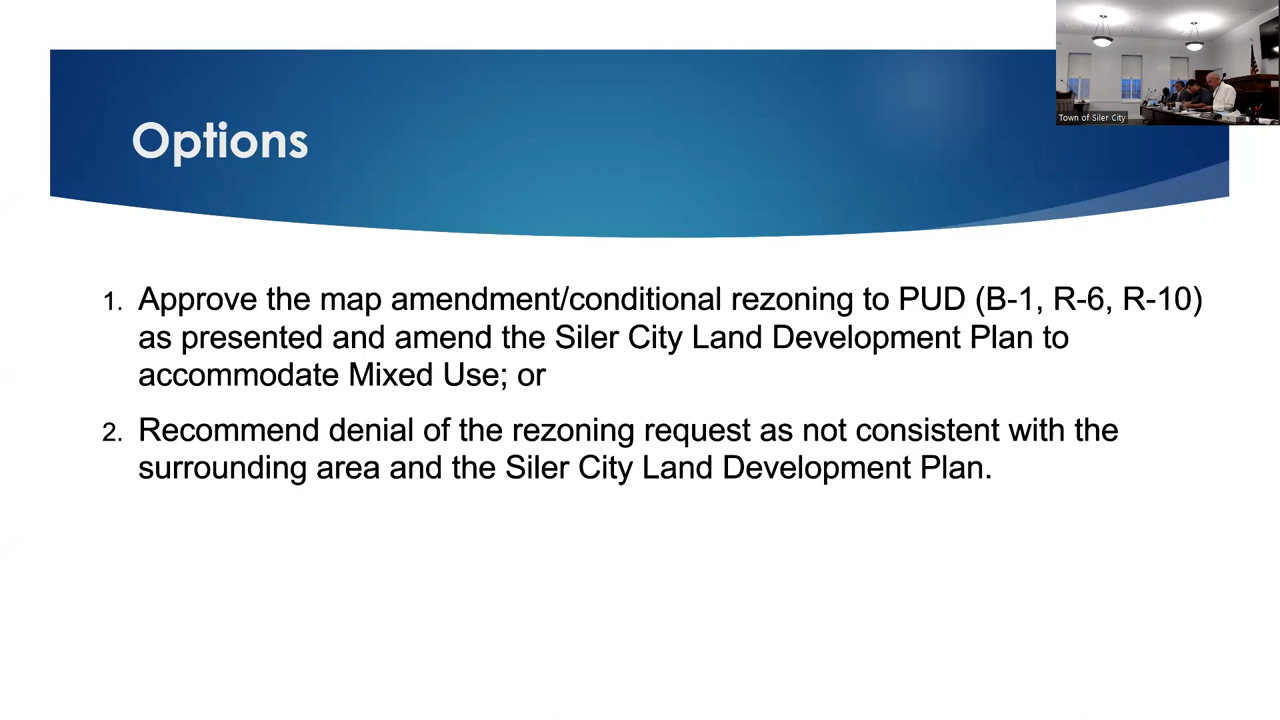 Options
Town of Siler City
1. Approve the map amendment/conditional rezoning to PUD (B-1, R-6, R-10)
as presented and amend the Siler City Land Development Plan to
accommodate Mixed Use; or
2. Recommend denial of the rezoning request as not consistent with the
surrounding area and the Siler City Land Development Plan.